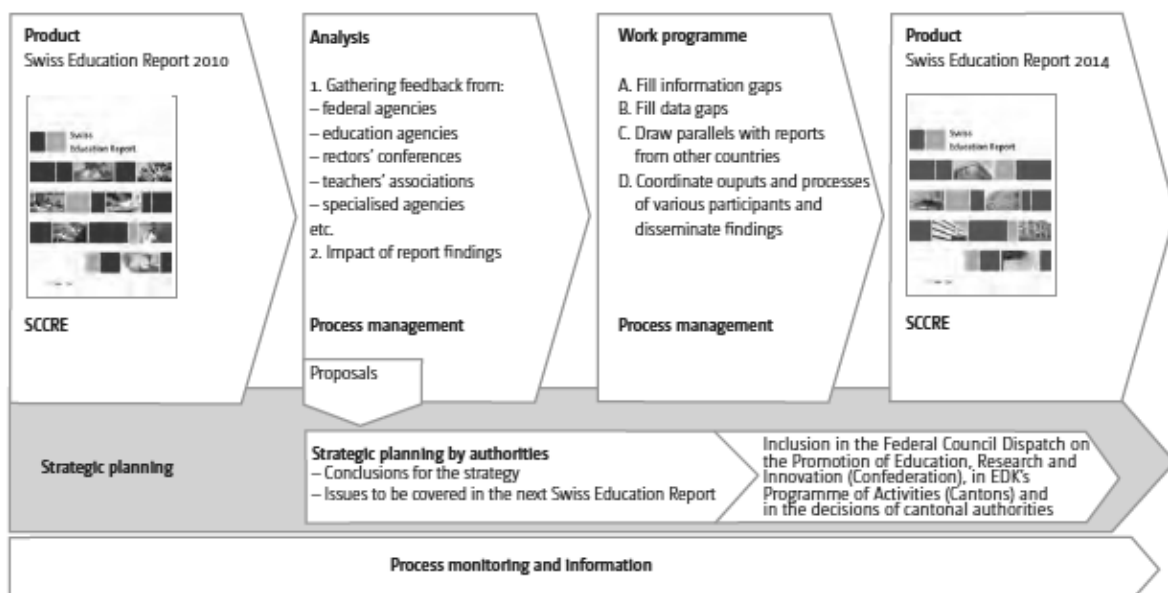 Product
Swiss Education Report 2010
Swiss
Education Report
SCCRE
Analysis
1. Gathering feedback from:
– federal agencies
– education agencies
– rectors' conferences
– teachers' associations
– specialised agencies
etc.
2. Impact of report findings
Process management
Work programme
A. Fill information gaps
B. Fill data gaps
C. Draw parallels with reports
from other countries
D. Coordinate ouputs and processes
of various participants and
disseminate findings
Process management
Product
Swiss Education Report 2014
Swiss
Education Report
SCCRE
Proposals
Strategic planning
Strategic planning by authorities
– Conclusions for the strategy
– Issues to be covered in the next Swiss Education Report
Inclusion in the Federal Council Dispatch on
the Promotion of Education, Research and
Innovation (Confederation), in EDK's
Programme of Activities (Cantons) and
in the decisions of cantonal authorities
Process monitoring and information